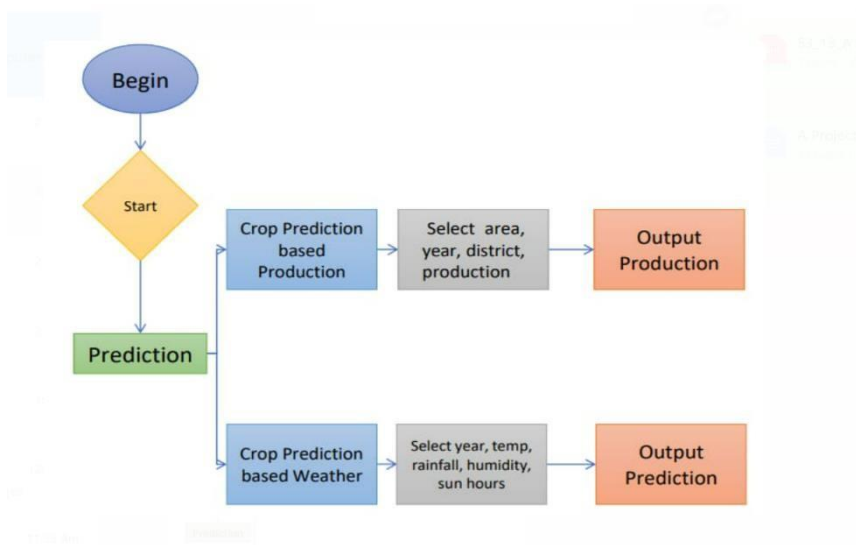 Begin
Start
Prediction
Crop Prediction
based
Production
Select area,
year, district,
production
Output
Production
Crop Prediction
based Weather
Select year, temp,
rainfall, humidity,
sun hours
Output
Prediction